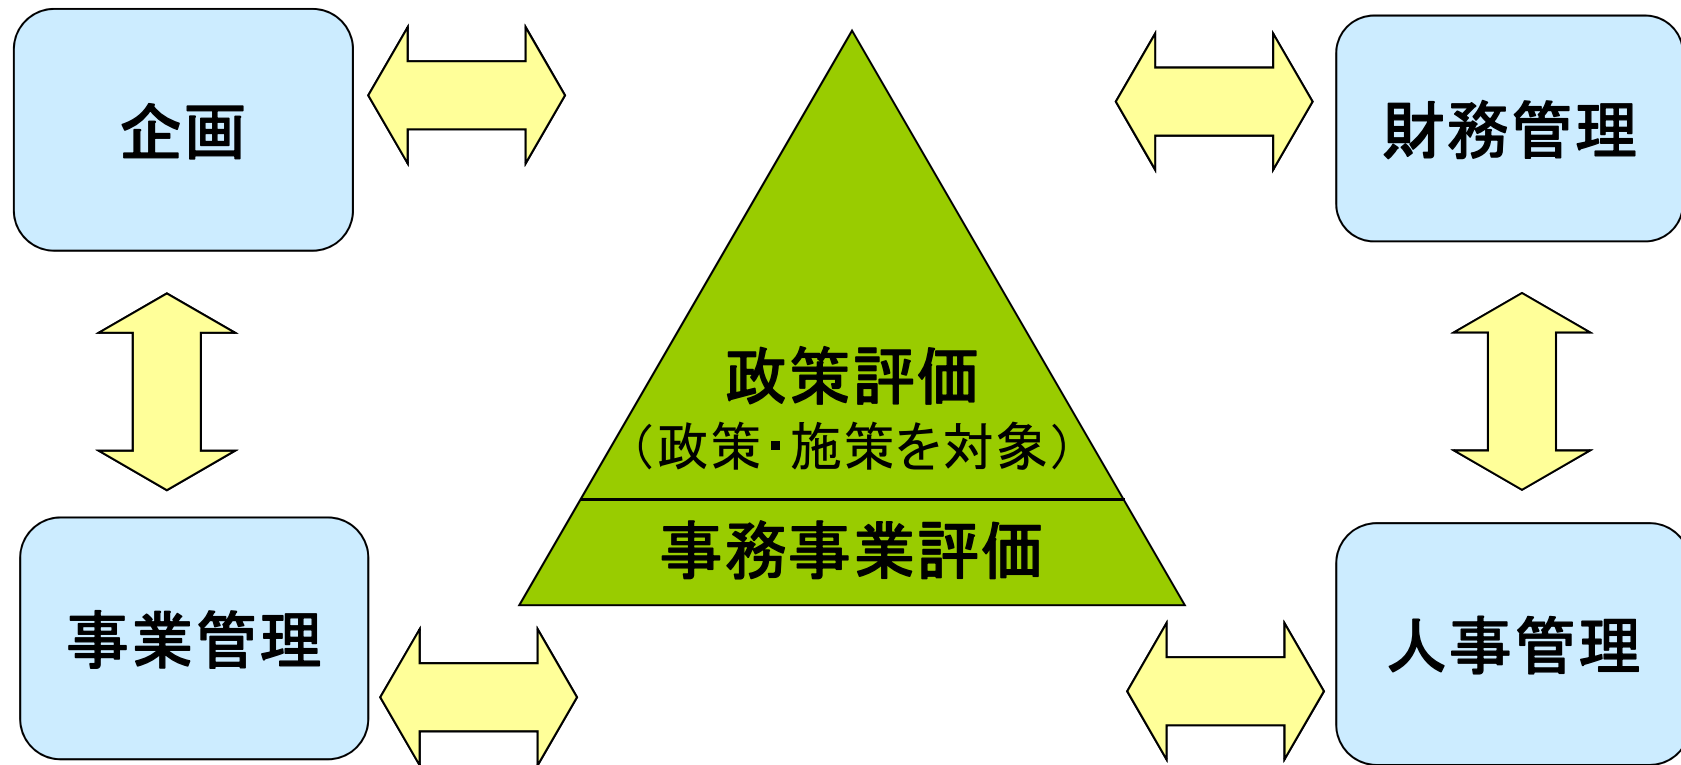 企画
財務管理
政策評価
（政策・施策を対象）
事務事業評価
事業管理
人事管理